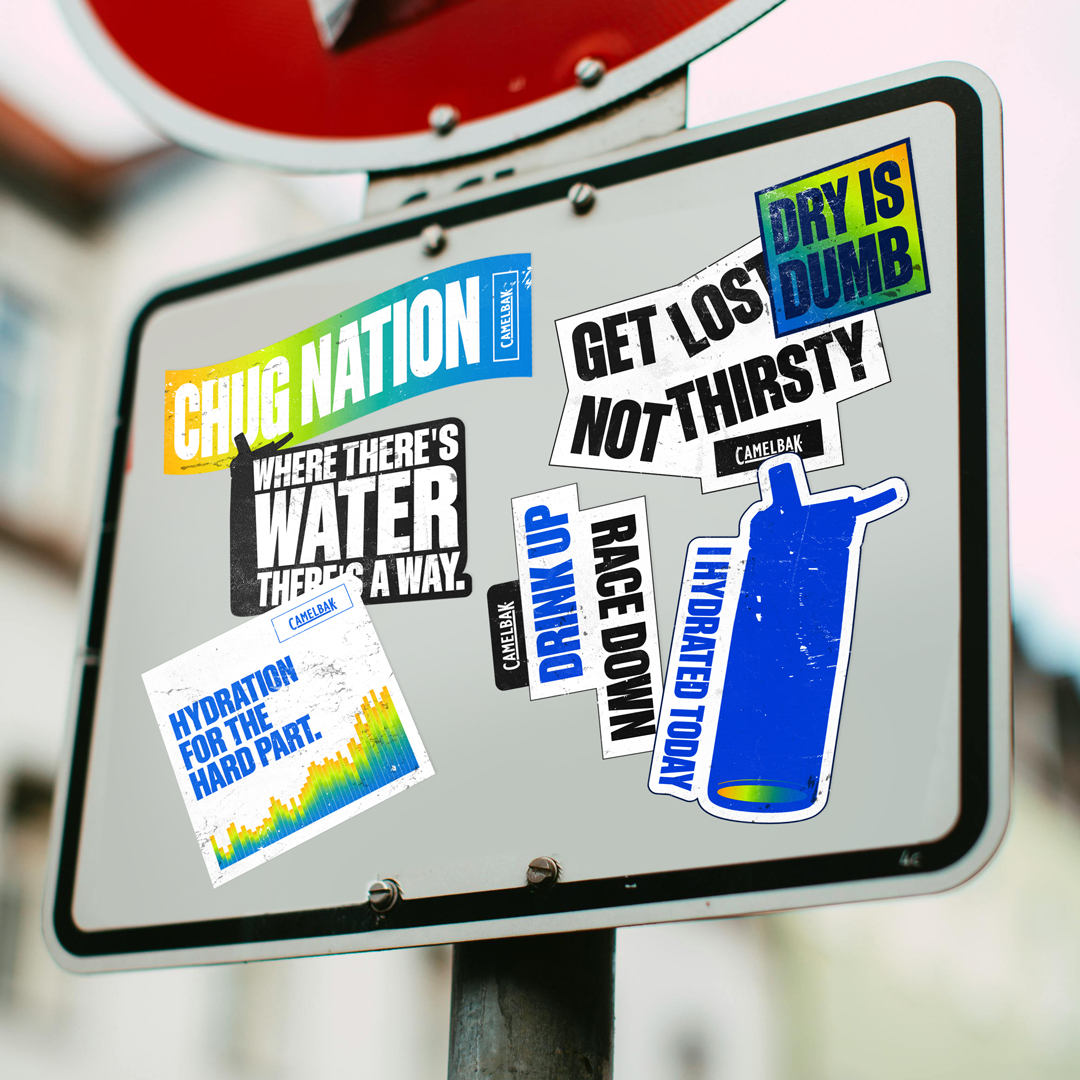 DRY IS
DUMB
CHUG NATION
CAMELBAK
GET LOST
NOT THIRSTY
CAMELBAK
WHERE THERE'S
WATER
THERE'S A WAY.
CAMELBAK
DRINK UP
RACE DOWN
I HYDRATED TODAY
CAMELBAK
HYDRATION
FOR THE
HARD PART.